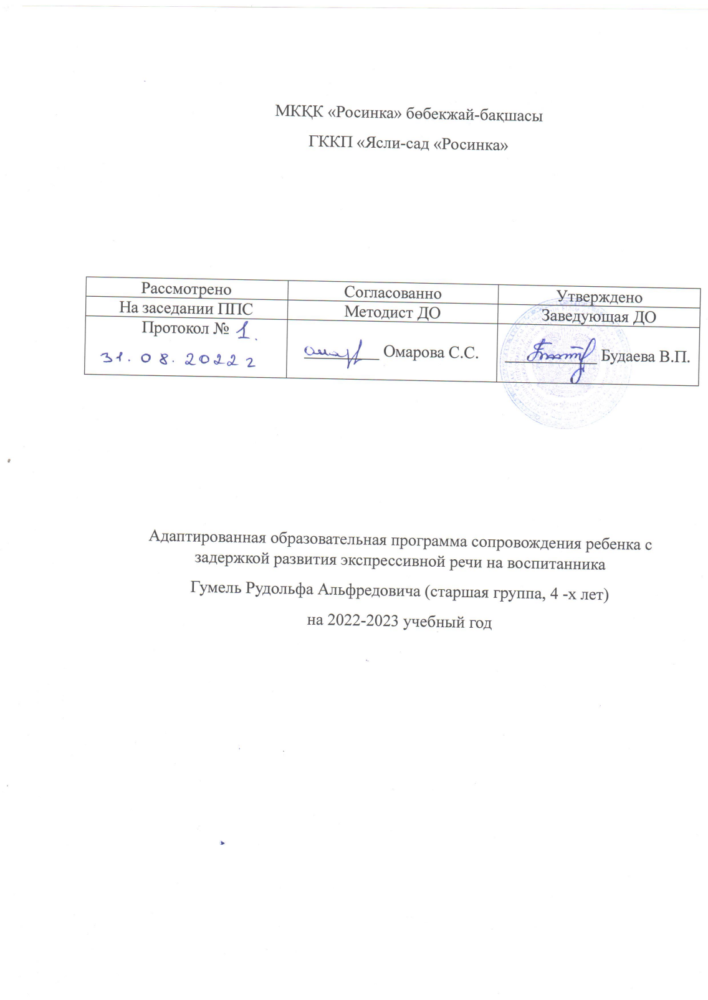 МКҚК «Росинка» бөбекжай-бақшасы
ГККП «Ясли-сад «Росинка»
Рассмотрено
Согласованно
Утверждено
На заседании ППС
Методист ДО
Заведующая ДО
Протокол № 1.
31.08.2022 г
Омарова С.С.
Будаева В.П.
Адаптированная образовательная программа сопровождения ребенка с
задержкой развития экспрессивной речи на воспитанника
Гумель Рудольфа Альфредовича (старшая группа, 4 -х лет)
на 2022-2023 учебный год